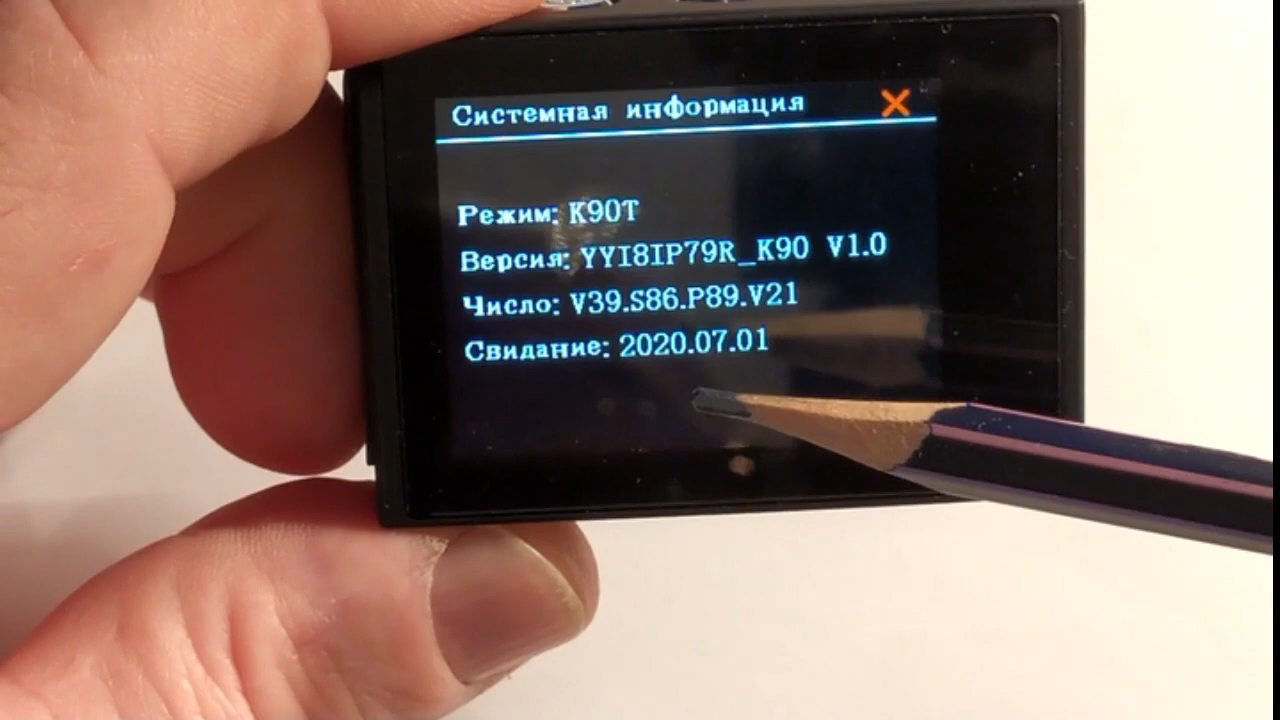 Системная информация
Режим: K90T
Версия: YYI8IP79R_K90 V1.0
Число: V39.S86.P89.V21
Свидание: 2020.07.01